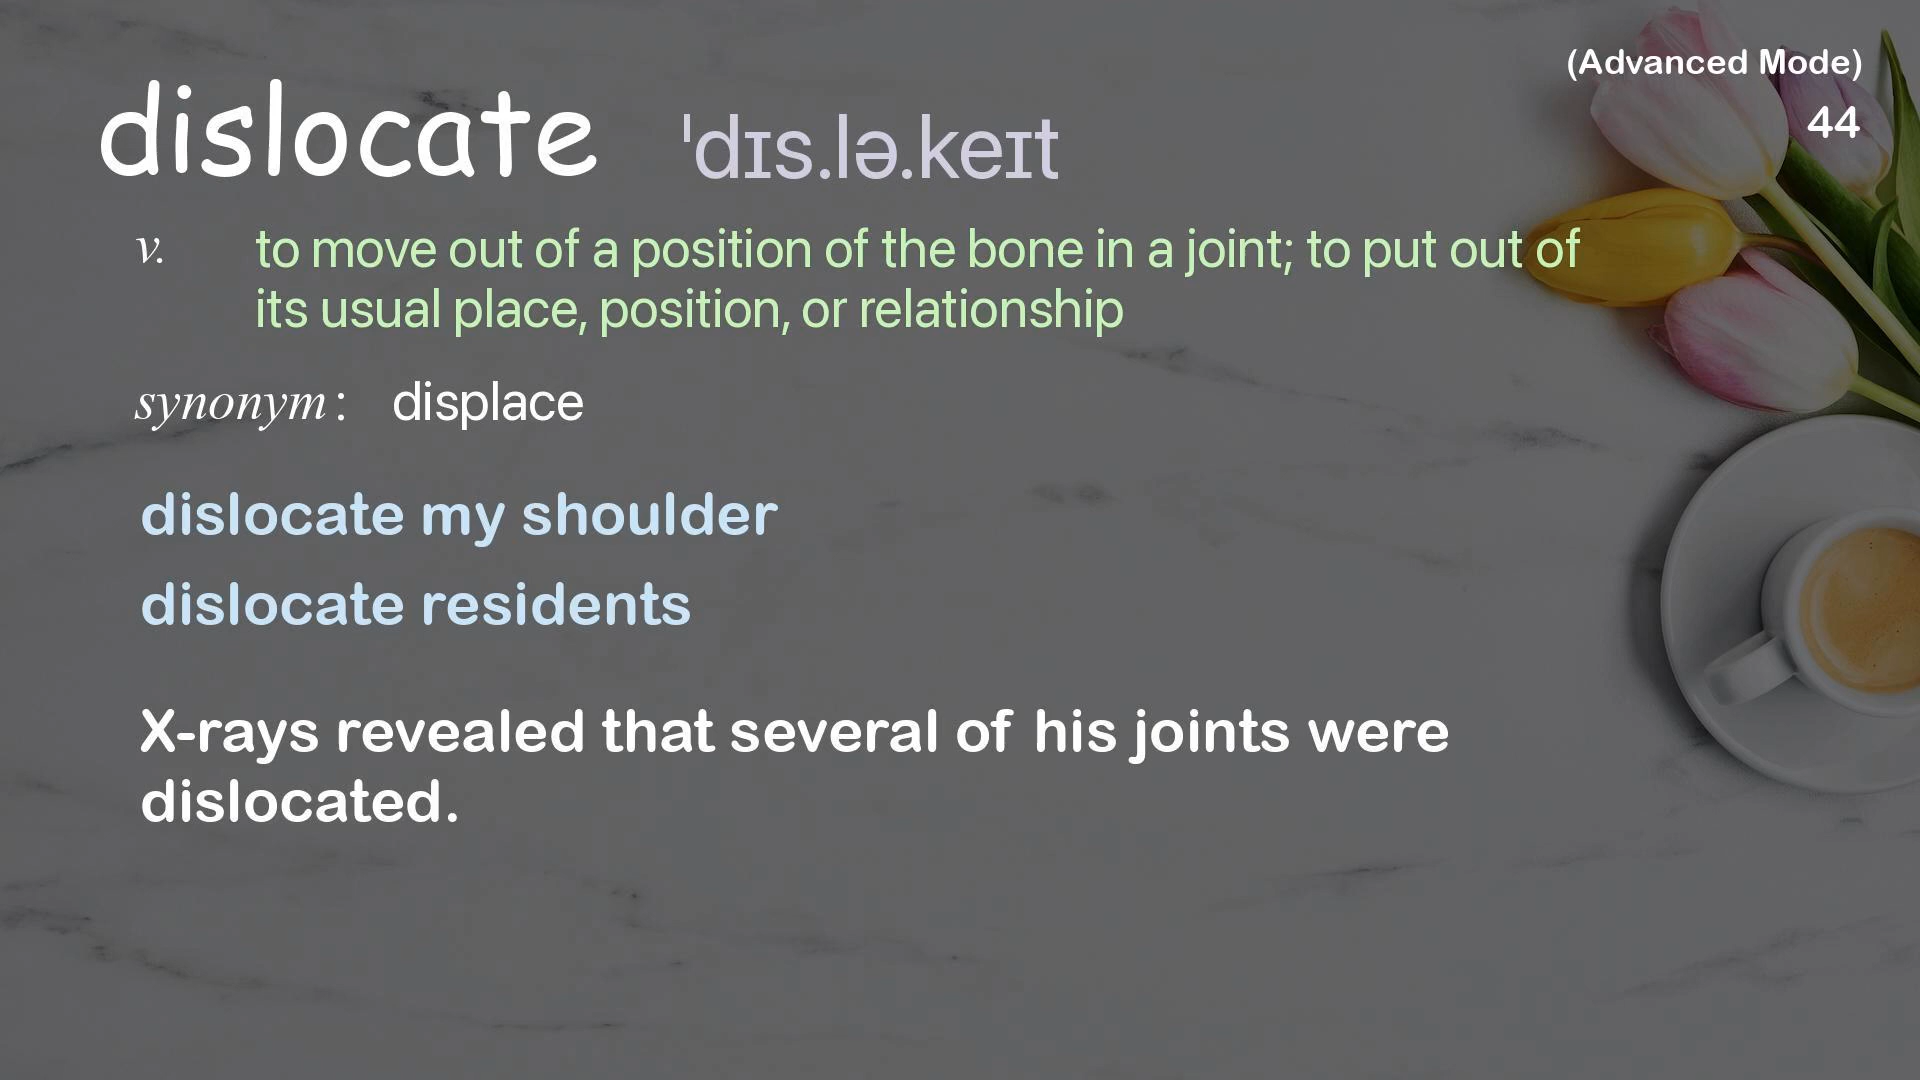 (Advanced Mode)
44
dislocate ˈdɪs.lə.keɪt
v. to move out of a position of the bone in a joint; to put out of
its usual place, position, or relationship
synonym: displace
dislocate my shoulder
dislocate residents
X-rays revealed that several of his joints were
dislocated.